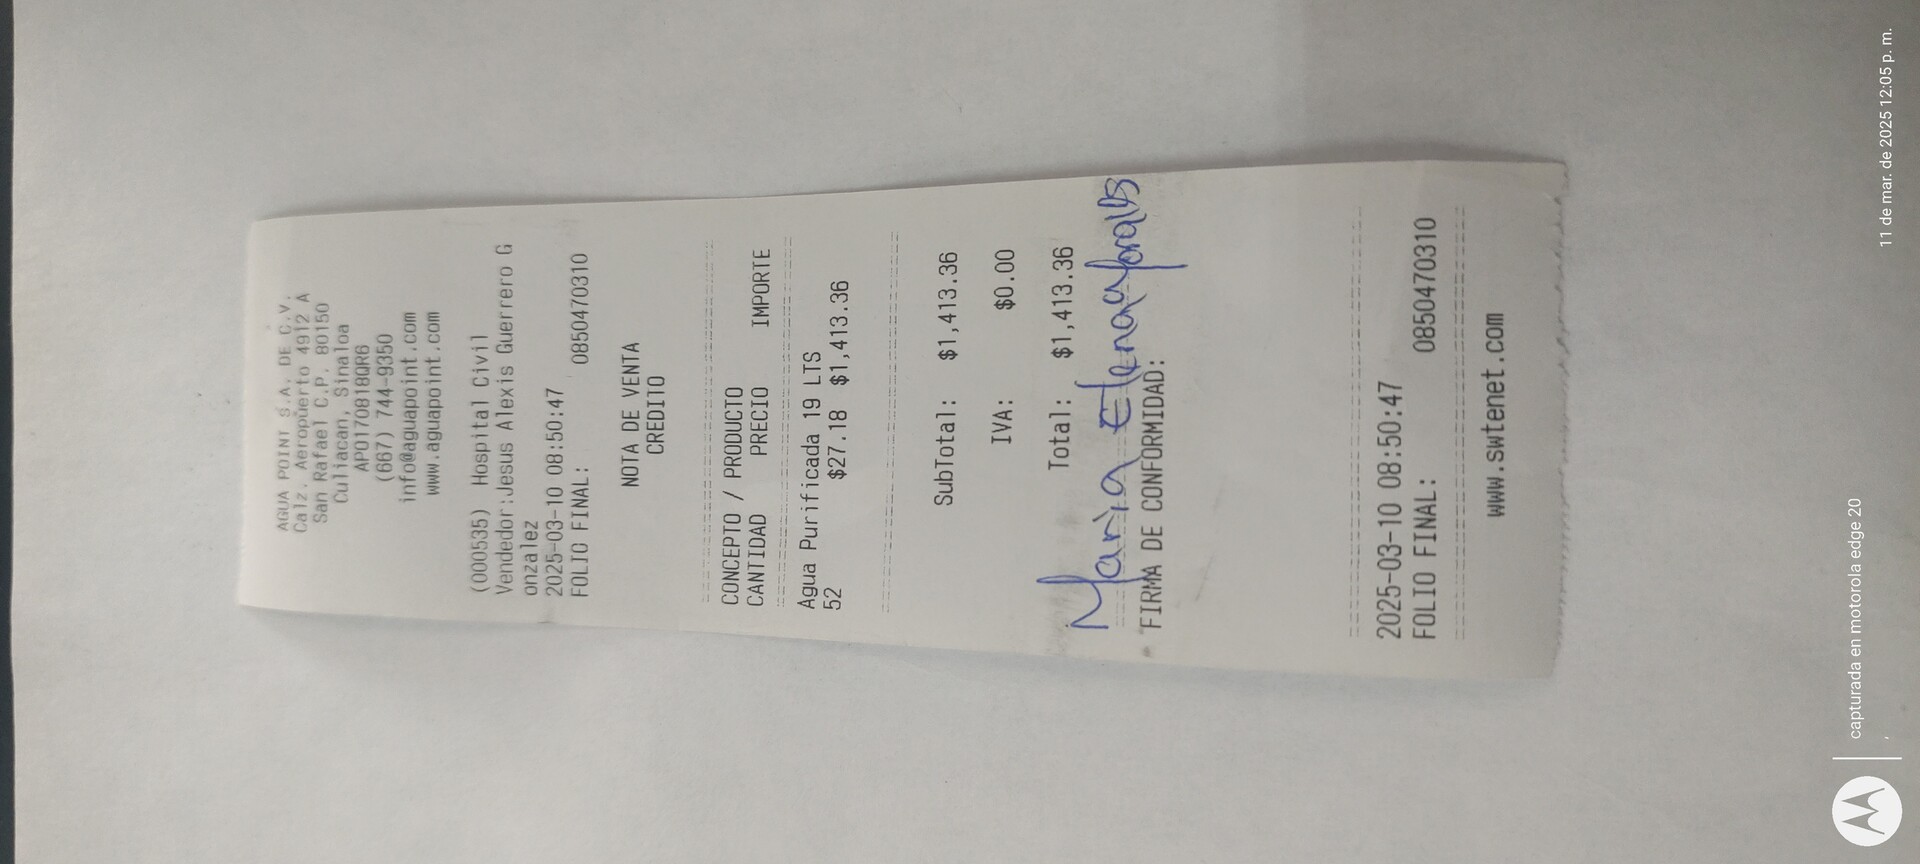 AGUA POINT S.A. DE C.V.
Calz. Aeropuerto 4912 A
San Rafael C.P. 80150
Culiacan, Sinaloa
APO170818QR6
(667) 744-9350
info@aguapoint.com
www.aguapoint.com
(000535) Hospital Civil
Vendedor:Jesus Alexis Guerrero G
onzalez
2025-03-10 08:50:47
FOLIO FINAL: 0850470310
NOTA DE VENTA
CREDITO
CONCEPTO / PRODUCTO
CANTIDAD PRECIO IMPORTE
Agua Purificada 19 LTS
52 $27.18 $1,413.36
SubTotal: $1,413.36
IVA: $0.00
Total: $1,413.36
Maria Elena Morales
FIRMA DE CONFORMIDAD:
2025-03-10 08:50:47
FOLIO FINAL: 0850470310
www.swtenet.com
capturada en motorola edge 20
,
11 de mar. de 2025 12:05 p. m.